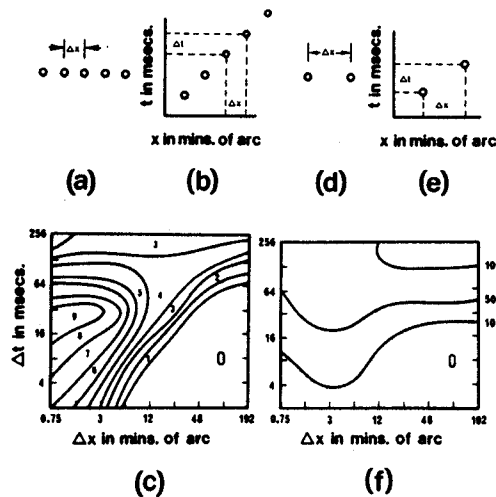 Δx
t in msecs.
Δt
Δx
x in mins. of arc
Δx
t in msecs.
Δt
Δx
x in mins. of arc
(a)
(b)
(d)
(e)
256
64
16
4
Δt in msecs.
3
5
4
3
2
9
8
7
6
0
0.75
3
12
48
192
Δx in mins. of arc
(c)
256
64
16
4
10
50
10
0
0.75
3
12
48
192
Δx in mins. of arc
(f)